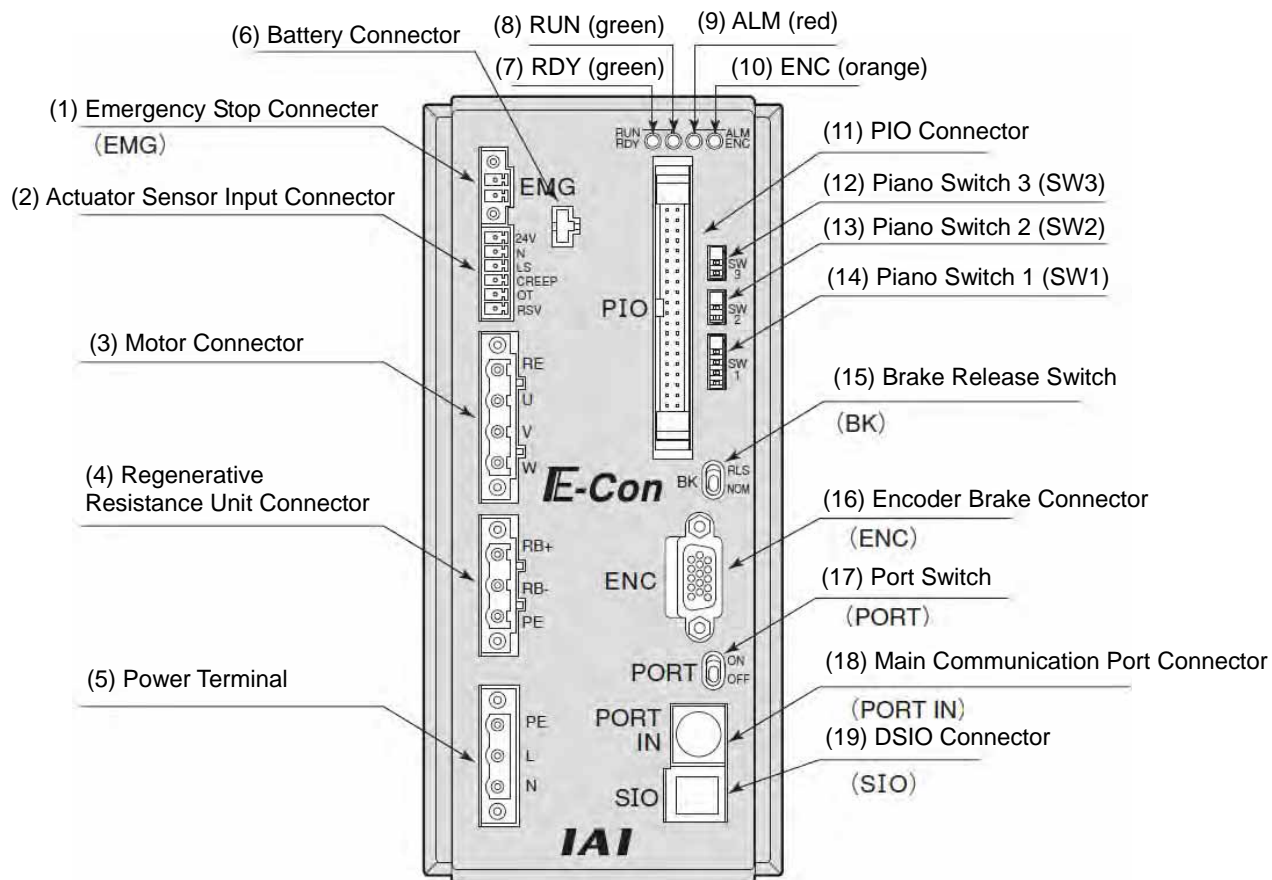 (8) RUN (green)
(9) ALM (red)
(6) Battery Connector
(7) RDY (green)
(10) ENC (orange)
(1) Emergency Stop Connecter
(EMG)
(2) Actuator Sensor Input Connector
(3) Motor Connector
(4) Regenerative
Resistance Unit Connector
(5) Power Terminal
RUN
RDY
ALM
ENC
EMG
24V
N
LS
CREEP
OT
RSV
PIO
SW
3
SW
2
SW
1
RE
U
V
W
E-Con
BK
RLS
NOM
RB+
RB-
PE
ENC
PORT
ON
OFF
PE
L
N
PORT
IN
SIO
IAI
(11) PIO Connector
(12) Piano Switch 3 (SW3)
(13) Piano Switch 2 (SW2)
(14) Piano Switch 1 (SW1)
(15) Brake Release Switch
(BK)
(16) Encoder Brake Connector
(ENC)
(17) Port Switch
(PORT)
(18) Main Communication Port Connector
(PORT IN)
(19) DSIO Connector
(SIO)